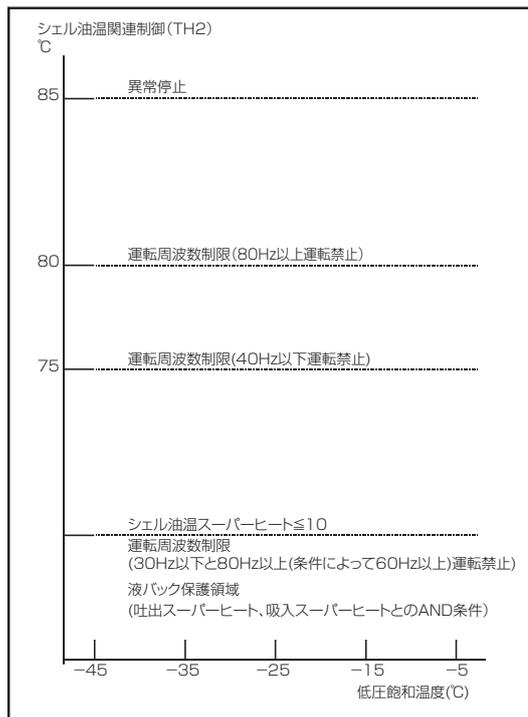 シェル油温関連制御(TH2)
℃
85
異常停止
80
運転周波数制限(80Hz以上運転禁止)
75
運転周波数制限(40Hz以下運転禁止)
シェル油温スーパーヒート≦10
運転周波数制限
(30Hz以下と80Hz以上(条件によって60Hz以上)運転禁止)
液バック保護領域
(吐出スーパーヒート、吸入スーパーヒートとのAND条件)
−45 −35 −25 −15 −5
低圧飽和温度(℃)